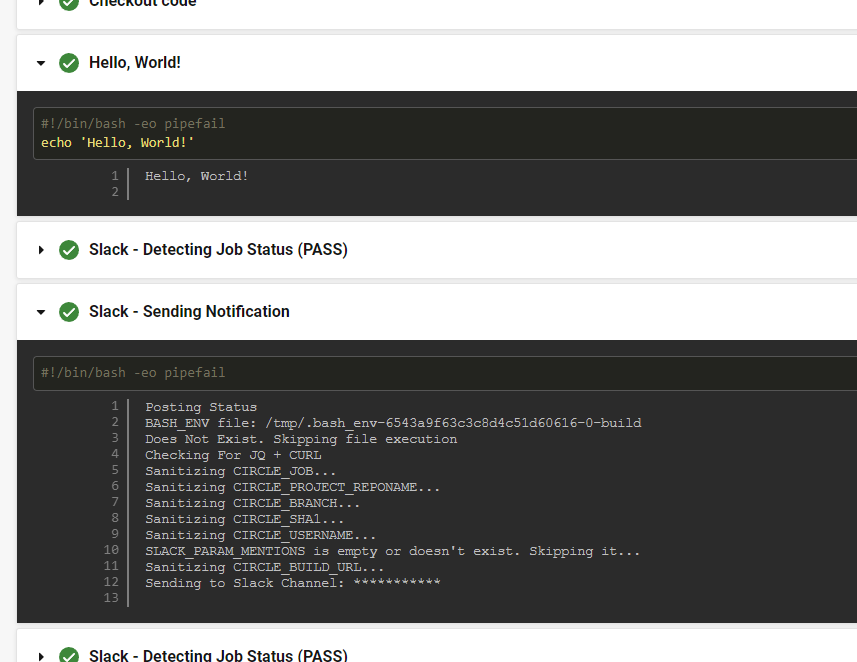 Checkout code
Hello, World!
#!/bin/bash -eo pipefail
echo 'Hello, World!'
1 Hello, World!
2
Slack - Detecting Job Status (PASS)
Slack - Sending Notification
#!/bin/bash -eo pipefail
1 Posting Status
2 BASH_ENV file: /tmp/.bash_env-6543a9f63c3c8d4c51d60616-0-build
3 Does Not Exist. Skipping file execution
4 Checking For JQ + CURL
5 Sanitizing CIRCLE_JOB...
6 Sanitizing CIRCLE_PROJECT_REPONAME...
7 Sanitizing CIRCLE_BRANCH...
8 Sanitizing CIRCLE_SHA1...
9 Sanitizing CIRCLE_USERNAME...
10 SLACK_PARAM_MENTIONS is empty or doesn't exist. Skipping it...
11 Sanitizing CIRCLE_BUILD_URL...
12 Sending to Slack Channel: ***********
13
Slack - Detecting Job Status (PASS)